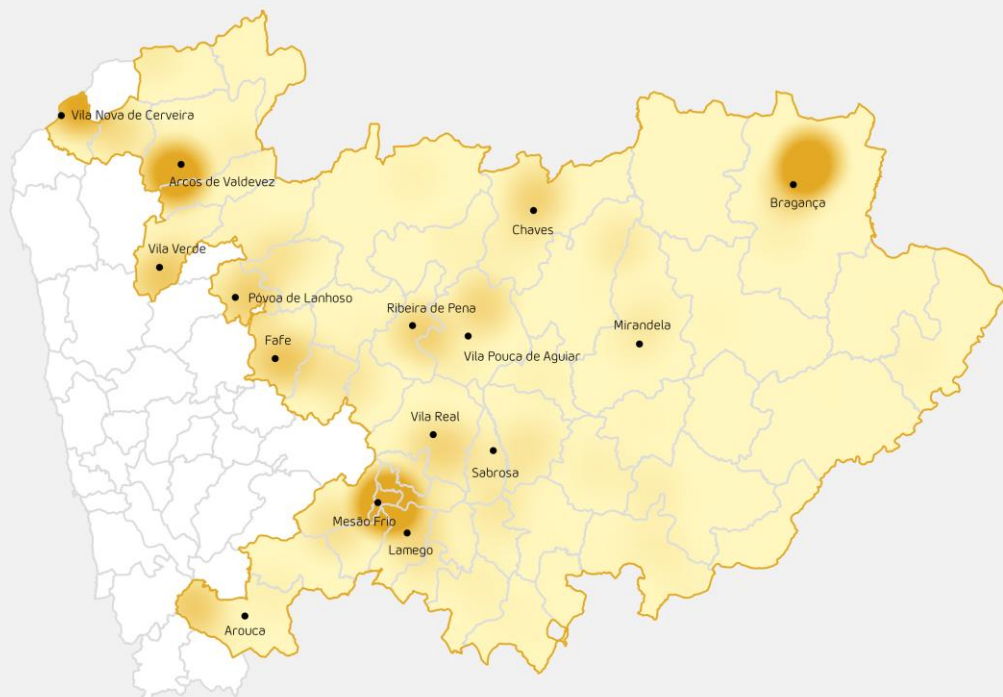 Vila Nova de Cerveira
Arcos de Valdevez
Bragança
Chaves
Vila Verde
Póvoa de Lanhoso
Ribeira de Pena
Mirandela
Fafe
Vila Pouca de Aguiar
Vila Real
Sabrosa
Mesão Frio
Lamego
Arouca